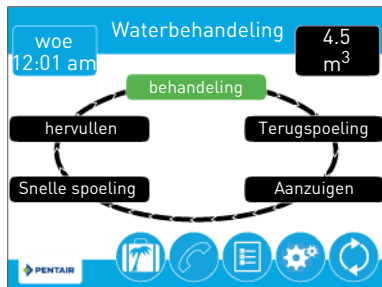 woe
12:01 am
Waterbehandeling
4.5
m³
behandeling
hervullen
Terugspoeling
Snelle spoeling
Aanzuigen
PENTAIR